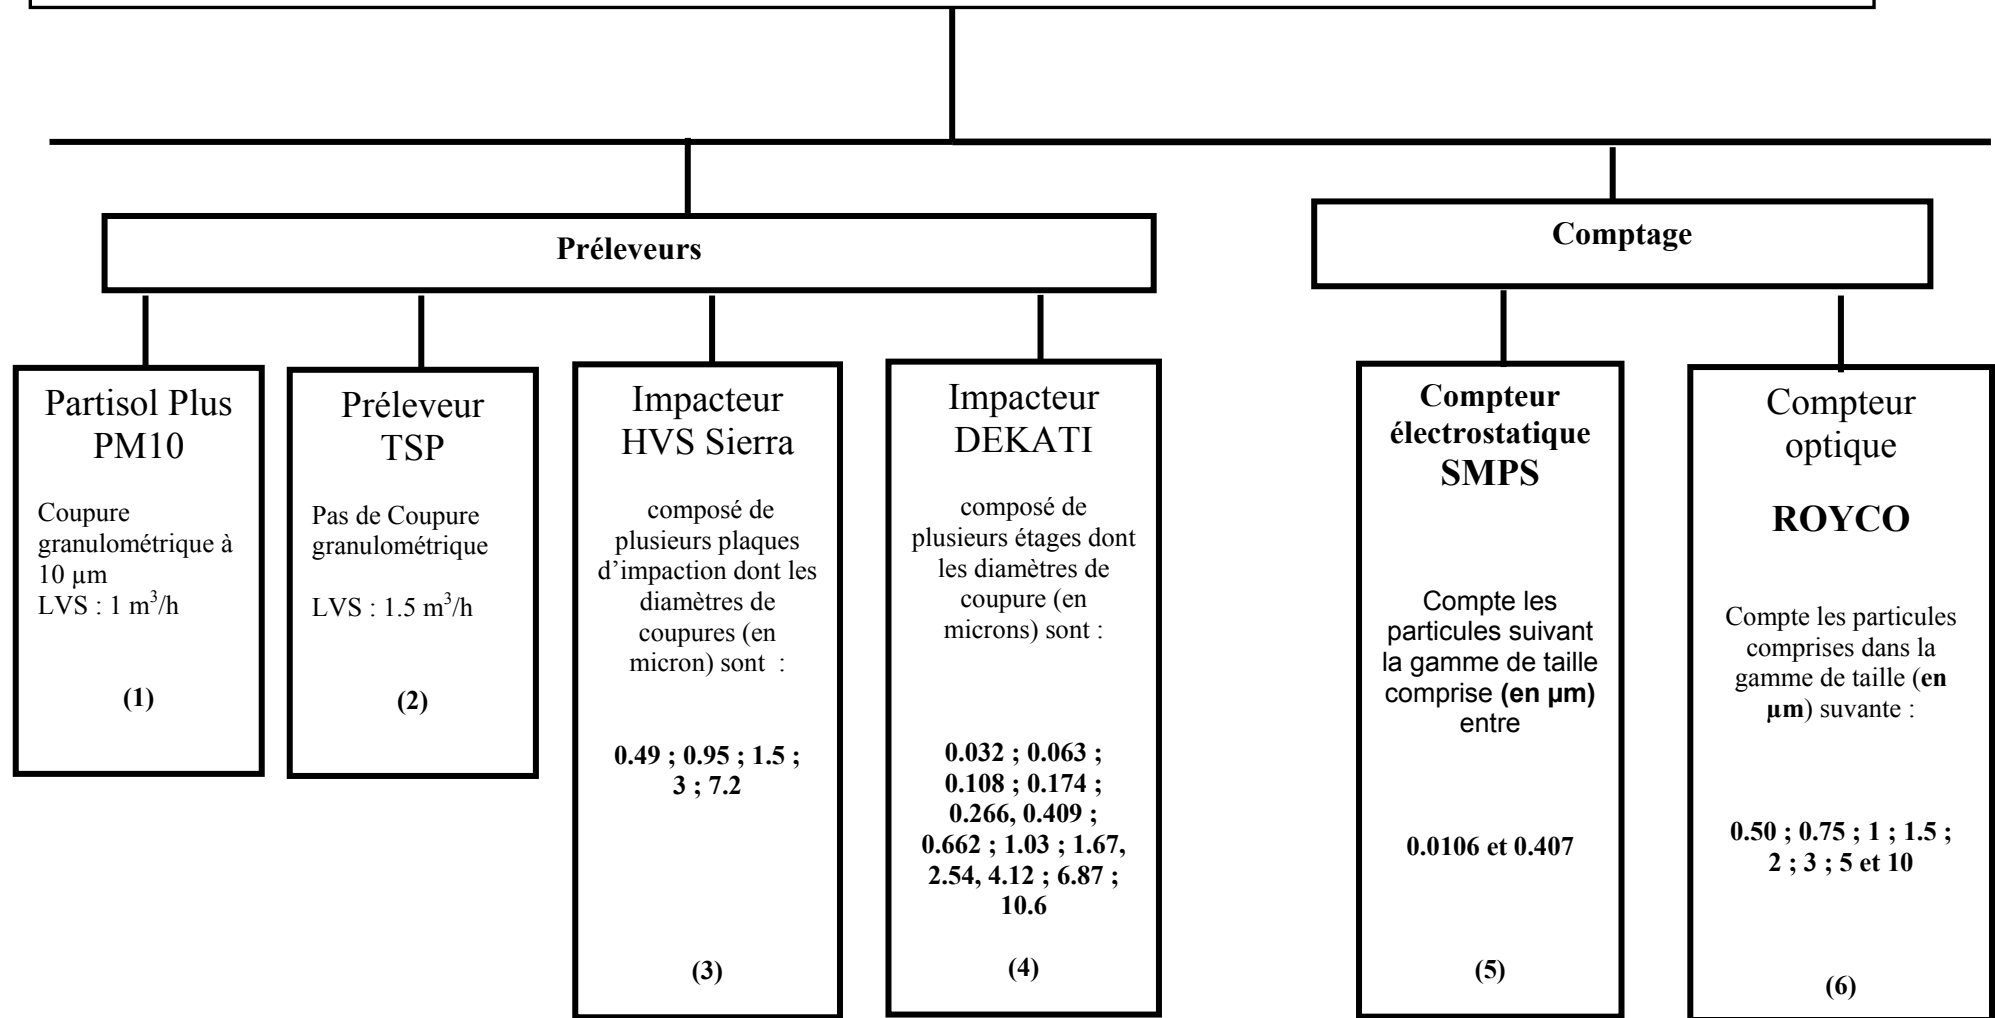 Préleveurs
Comptage
Partisol Plus
PM10
Coupure
granulométrique à
10 µm
LVS : 1 m³/h
(1)
Préleveur
TSP
Pas de Coupure
granulométrique
LVS : 1.5 m³/h
(2)
Impacteur
HVS Sierra
composé de
plusieurs plaques
d’impaction dont les
diamètres de
coupures (en
micron) sont :
0.49 ; 0.95 ; 1.5 ;
3 ; 7.2
(3)
Impacteur
DEKATI
composé de
plusieurs étages dont
les diamètres de
coupure (en
microns) sont :
0.032 ; 0.063 ;
0.108 ; 0.174 ;
0.266, 0.409 ;
0.662 ; 1.03 ; 1.67,
2.54, 4.12 ; 6.87 ;
10.6
(4)
Compteur
électrostatique
SMPS
Compte les
particules suivant
la gamme de taille
comprise (en µm)
entre
0.0106 et 0.407
(5)
Compteur
optique
ROYCO
Compte les particules
comprises dans la
gamme de taille (en
µm) suvante :
0.50 ; 0.75 ; 1 ; 1.5 ;
2 ; 3 ; 5 et 10
(6)